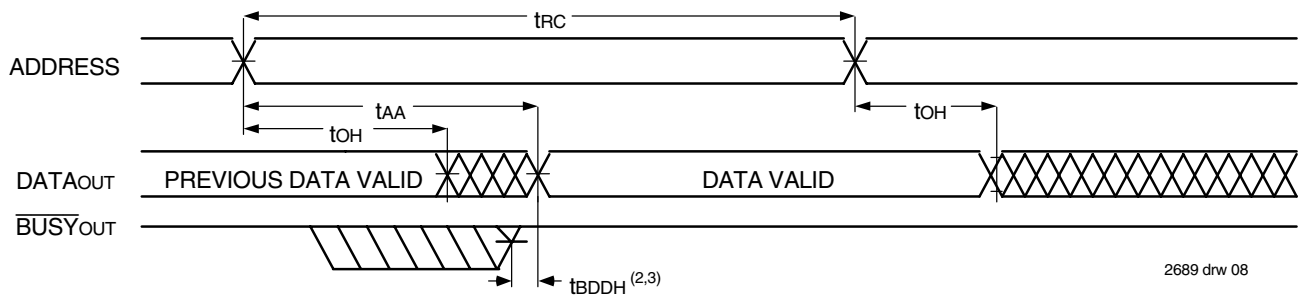 tRC
ADDRESS
tAA
tOH
tOH
DATAOUT
PREVIOUS DATA VALID
DATA VALID
BUSYOUT
tBDDH (2,3)
2689 drw 08